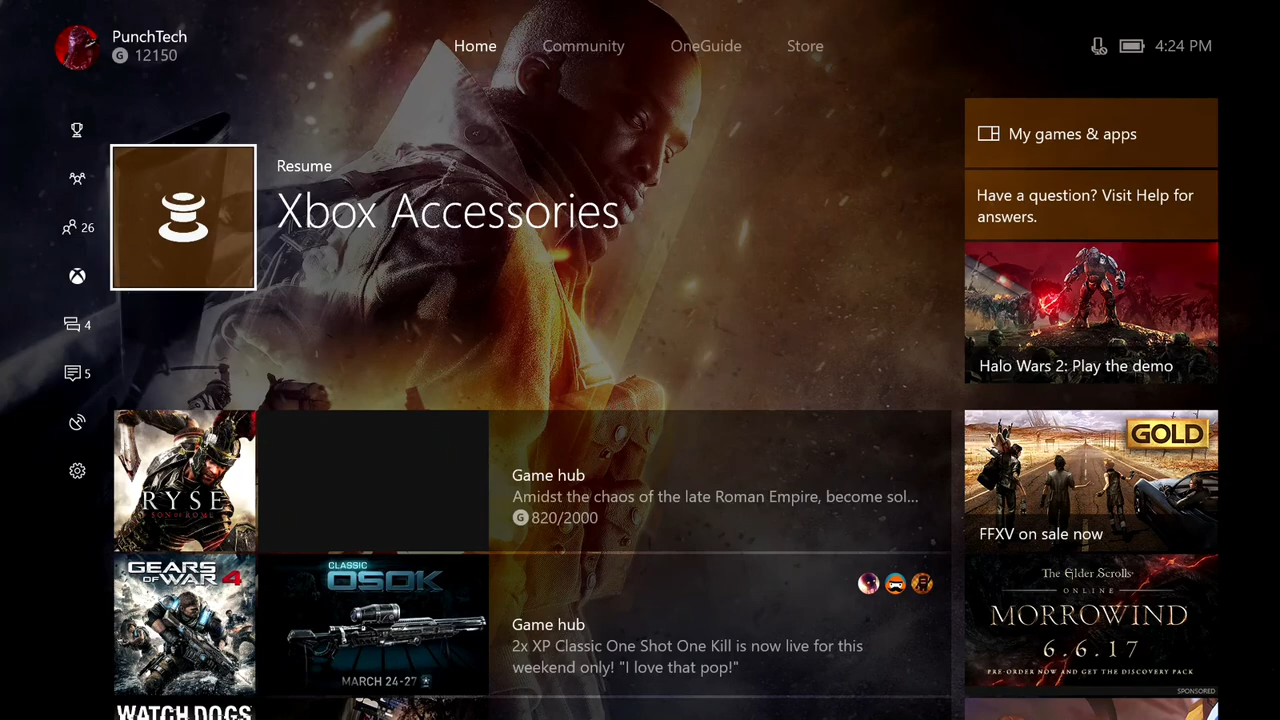 PunchTech
G 12150
Home
Community
OneGuide
Store
4:24 PM
26
4
5
Resume
Xbox Accessories
My games & apps
Have a question? Visit Help for
answers.
Halo Wars 2: Play the demo
RYSE
SON OF ROME
Game hub
Amidst the chaos of the late Roman Empire, become sol...
G 820/2000
GOLD
FFXV on sale now
GEARS
OF WAR 4
CLASSIC
OSOK
MARCH 24-27
Game hub
2x XP Classic One Shot One Kill is now live for this
weekend only! "I love that pop!"
The Elder Scrolls
ONLINE
MORROWIND
6.6.17
PRE-ORDER NOW AND GET THE DISCOVERY PACK
SPONSORED
WATCH DOGS